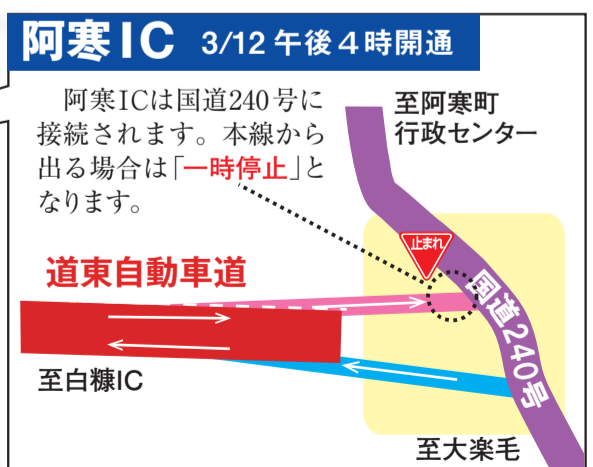 阿寒IC 3/12 午後4時開通
阿寒ICは国道240号に
接続されます。本線から
出る場合は「一時停止」と
なります。
至阿寒町
行政センター
止まれ
道東自動車道
国道240号
至白糠IC
至大楽毛